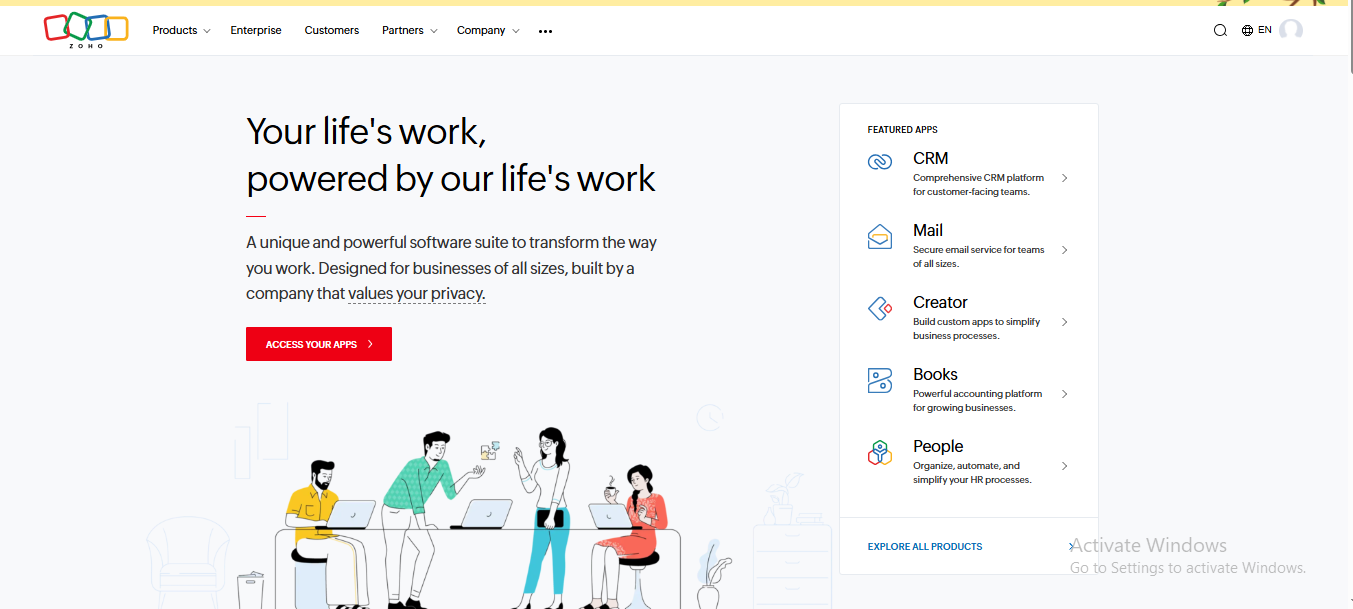 ZOHO
Products
Enterprise
Customers
Partners
Company
EN
Your life's work,
powered by our life's work
A unique and powerful software suite to transform the way
you work. Designed for businesses of all sizes, built by a
company that values your privacy.
ACCESS YOUR APPS
FEATURED APPS
CRM
Comprehensive CRM platform
for customer-facing teams.
Mail
Secure email service for teams
of all sizes.
Creator
Build custom apps to simplify
business processes.
Books
Powerful accounting platform
for growing businesses.
People
Organize, automate, and
simplify your HR processes.
EXPLORE ALL PRODUCTS
Activate Windows
Go to Settings to activate Windows.